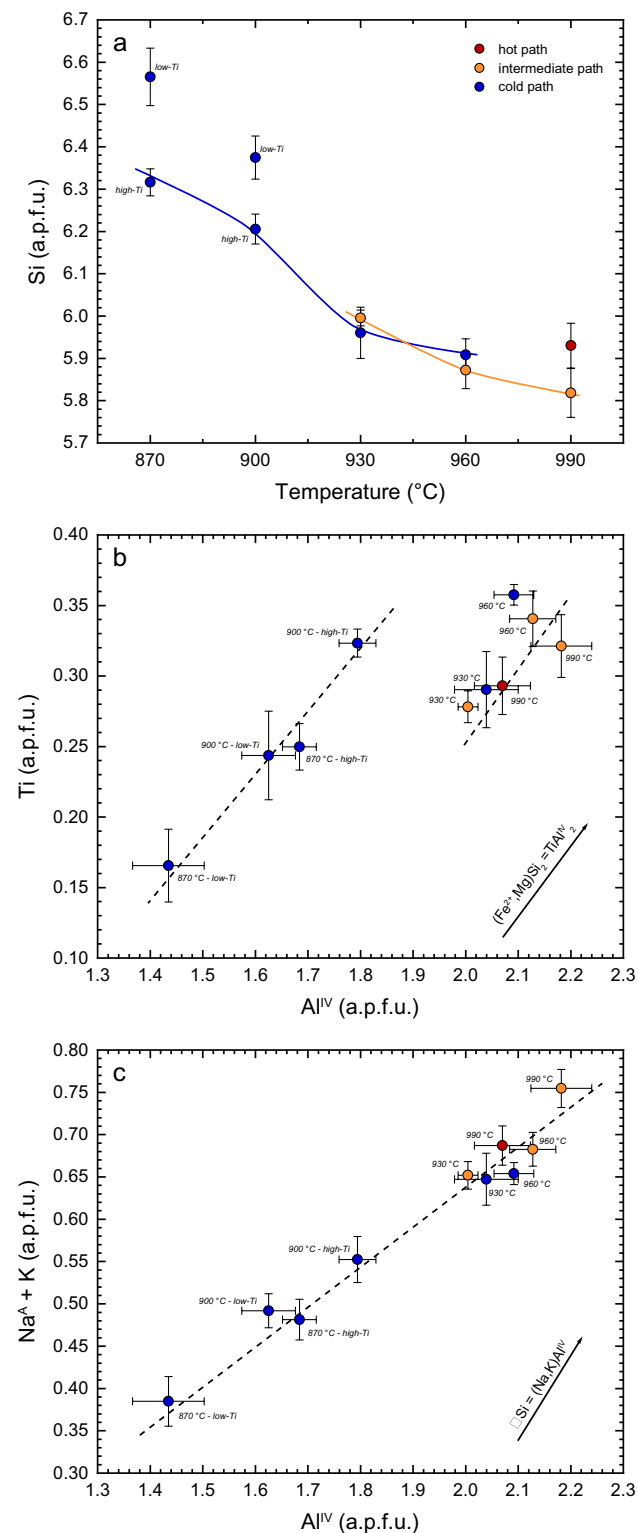 a
low-Ti
high-Ti
low-Ti
high-Ti
hot path
intermediate path
cold path
6.6
6.5
6.4
6.3
6.2
6.1
6.0
5.9
5.8
5.7
Si (a.p.f.u.)
870 900 930 960 990
Temperature (°C)
b
0.40
0.35
0.30
0.25
0.20
0.15
0.10
Ti (a.p.f.u.)
960 °C
900 °C - high-Ti
960 °C
990 °C
930 °C
930 °C
990 °C
900 °C - low-Ti
870 °C - high-Ti
870 °C - low-Ti
(Fe²⁺,Mg)Si₂=TiAlᴵⱽ₂
1.3 1.4 1.5 1.6 1.7 1.8 1.9 2.0 2.1 2.2 2.3
Alᴵⱽ (a.p.f.u.)
c
0.80
0.75
0.70
0.65
0.60
0.55
0.50
0.45
0.40
0.35
0.30
Naᴬ + K (a.p.f.u.)
990 °C
990 °C
960 °C
930 °C
930 °C
960 °C
900 °C - high-Ti
900 °C - low-Ti
870 °C - high-Ti
870 °C - low-Ti
□Si = (Na,K)Alᴵⱽ
1.3 1.4 1.5 1.6 1.7 1.8 1.9 2.0 2.1 2.2 2.3
Alᴵⱽ (a.p.f.u.)